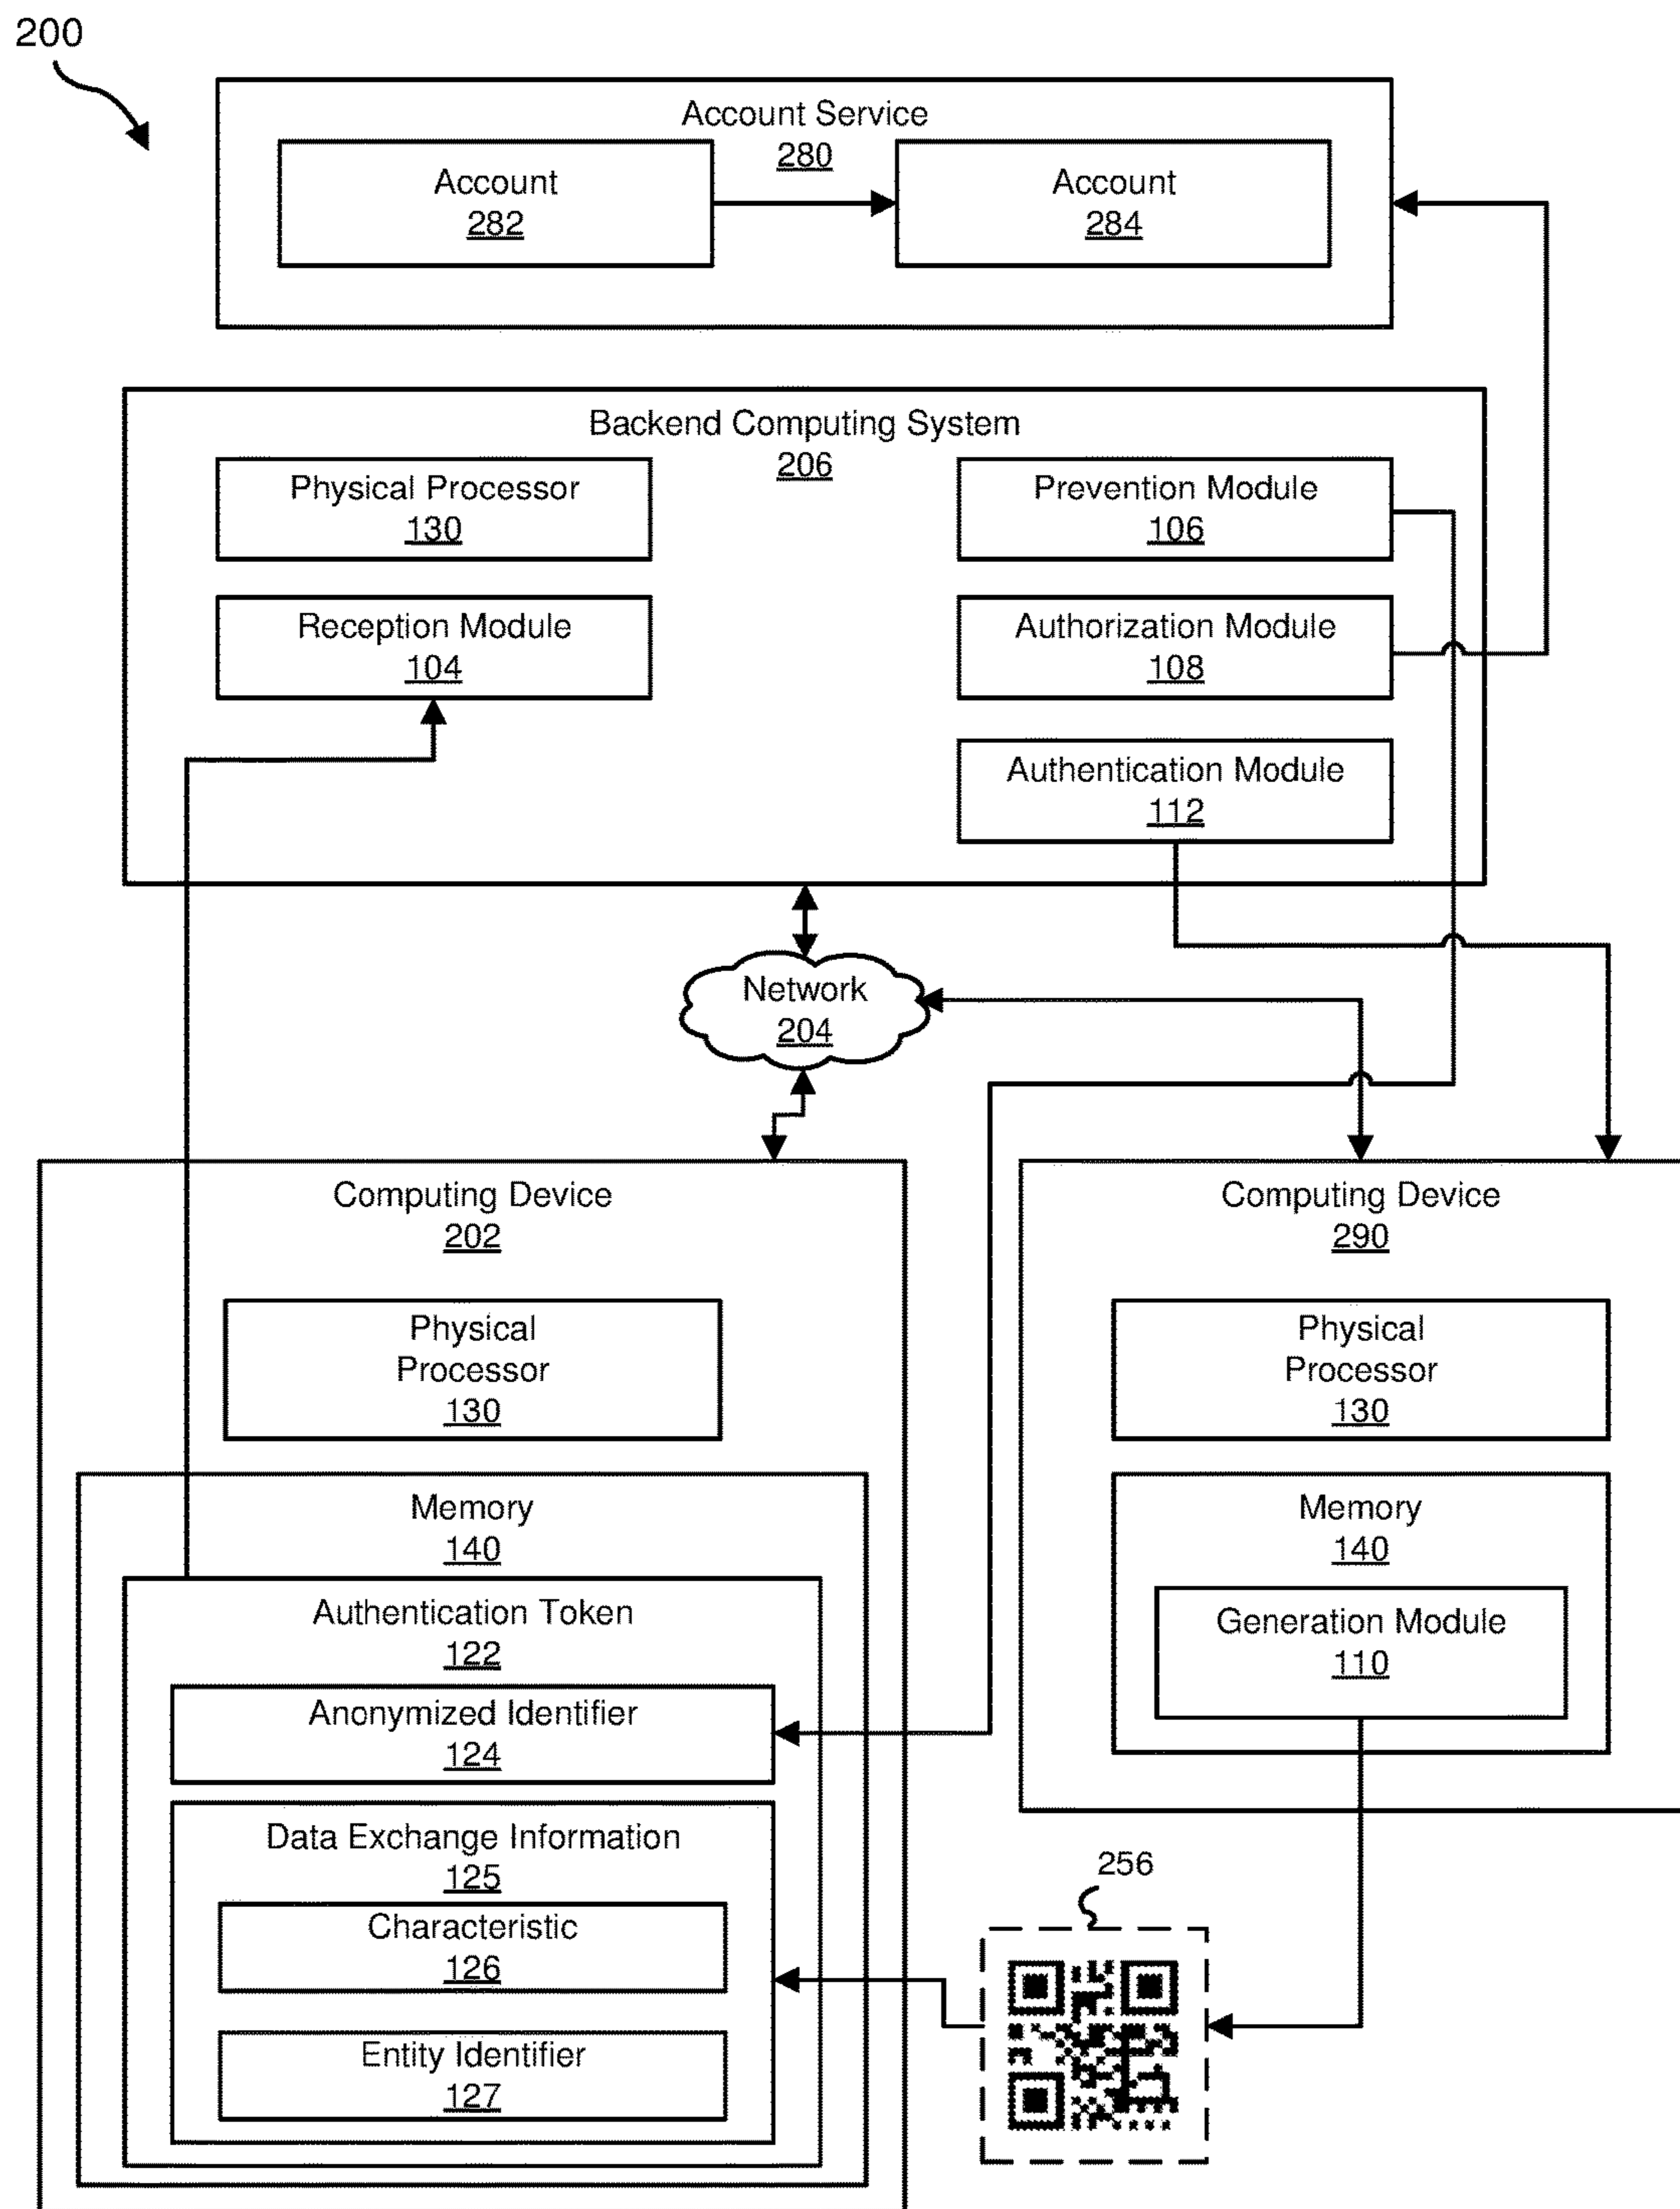 200
Account Service
280
Account
282
Account
284
Backend Computing System
206
Physical Processor
130
Prevention Module
106
Reception Module
104
Authorization Module
108
Authentication Module
112
Network
204
Computing Device
202
Physical
Processor
130
Memory
140
Authentication Token
122
Anonymized Identifier
124
Data Exchange Information
125
Characteristic
126
Entity Identifier
127
Computing Device
290
Physical
Processor
130
Memory
140
Generation Module
110
256